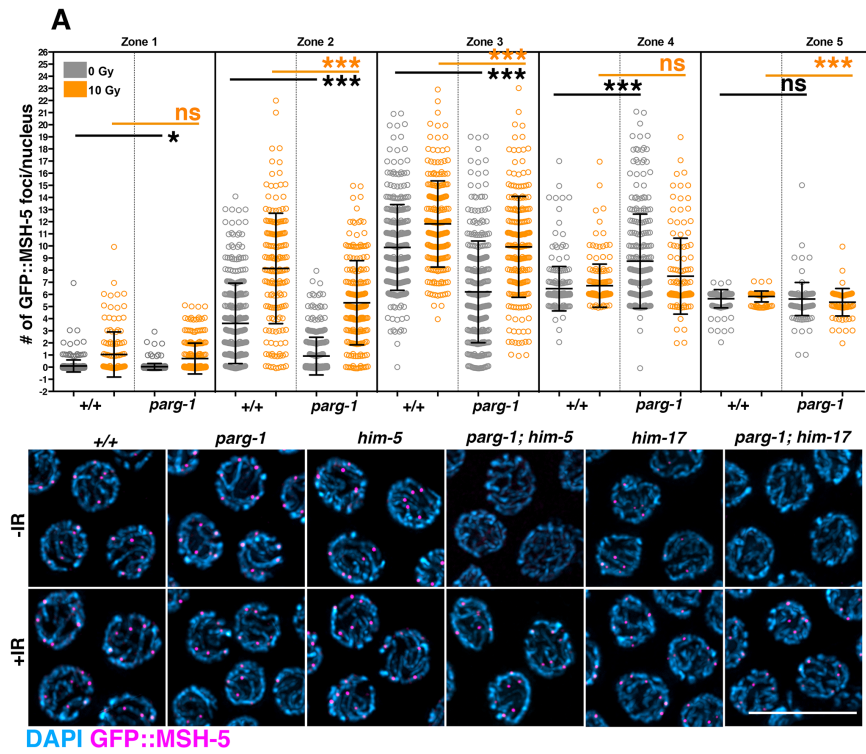 A
Zone 1 Zone 2 Zone 3 Zone 4 Zone 5
# of GFP::MSH-5 foci/nucleus
26
25
24
23
22
21
20
19
18
17
16
15
14
13
12
11
10
9
8
7
6
5
4
3
2
1
0
-1
-2
0 Gy
10 Gy
ns *
*** ***
*** ***
ns ***
*** ns
+/+ parg-1 +/+ parg-1 +/+ parg-1 +/+ parg-1 +/+ parg-1
+/+ parg-1 him-5 parg-1; him-5 him-17 parg-1; him-17
-IR
+IR
DAPI GFP::MSH-5